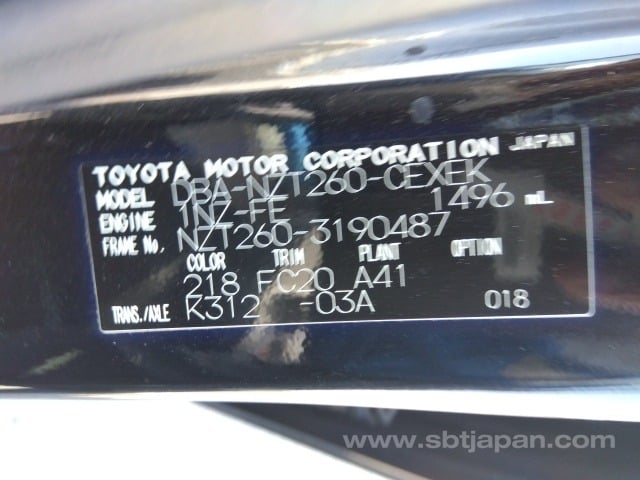 TOYOTA MOTOR CORPORATION JAPAN
MODEL DBA-NZT260-CEXEK
ENGINE 1NZ-FE 1496 mL
FRAME No. NZT260-3190487
COLOR TRIM PLANT OPTION
218 FC20 A41
TRANS./AXLE K312 -03A 018
www.sbtjapan.com